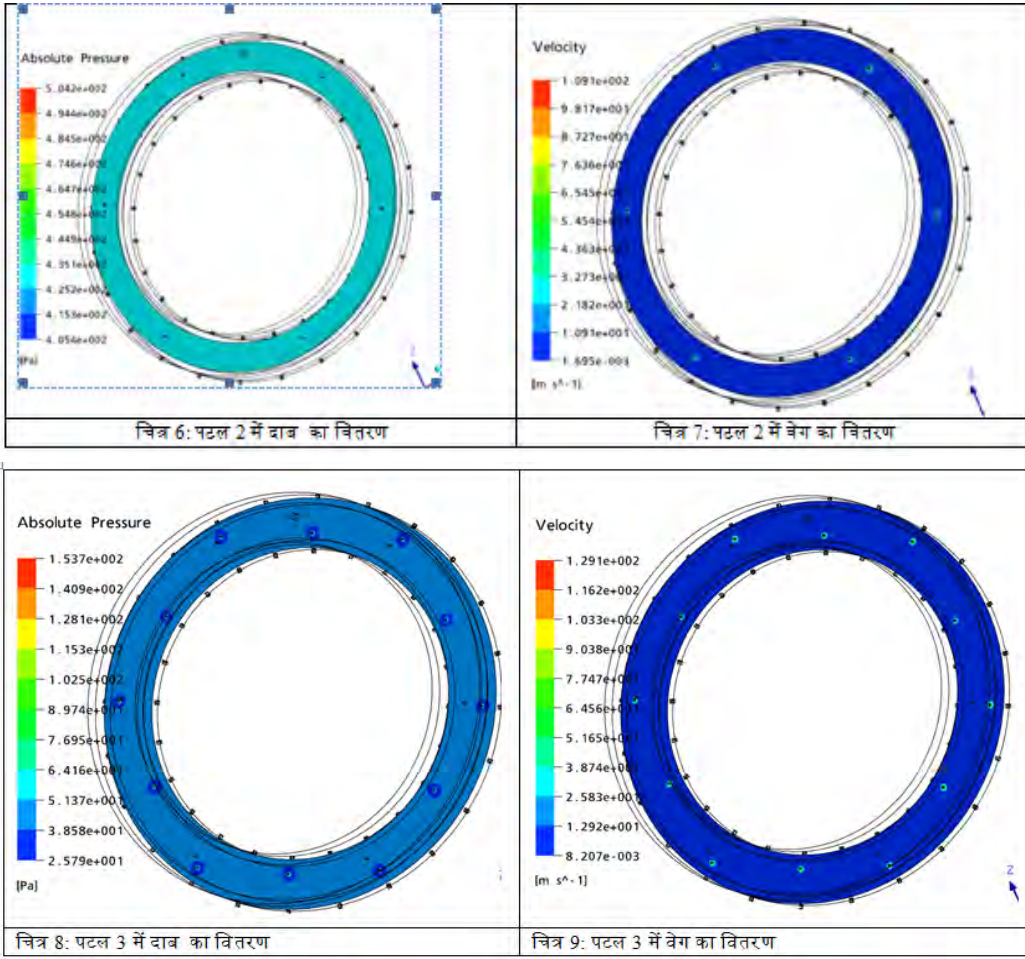 Absolute Pressure
5.042e+002
4.944e+002
4.845e+002
4.746e+002
4.647e+002
4.548e+002
4.449e+002
4.351e+002
4.252e+002
4.153e+002
4.054e+002
[Pa]
Velocity
1.091e+002
9.817e+001
8.727e+001
7.636e+001
6.545e+001
5.454e+001
4.363e+001
3.273e+001
2.182e+001
1.091e+001
1.695e-003
[m s^-1]
चित्र 6: पटल 2 में दाब का वितरण
चित्र 7: पटल 2 में वेग का वितरण
Absolute Pressure
1.537e+002
1.409e+002
1.281e+002
1.153e+002
1.025e+002
8.974e+001
7.695e+001
6.416e+001
5.137e+001
3.858e+001
2.579e+001
[Pa]
Velocity
1.291e+002
1.162e+002
1.033e+002
9.038e+001
7.747e+001
6.456e+001
5.165e+001
3.874e+001
2.583e+001
1.292e+001
8.207e-003
[m s^-1]
Z
चित्र 8: पटल 3 में दाब का वितरण
चित्र 9: पटल 3 में वेग का वितरण